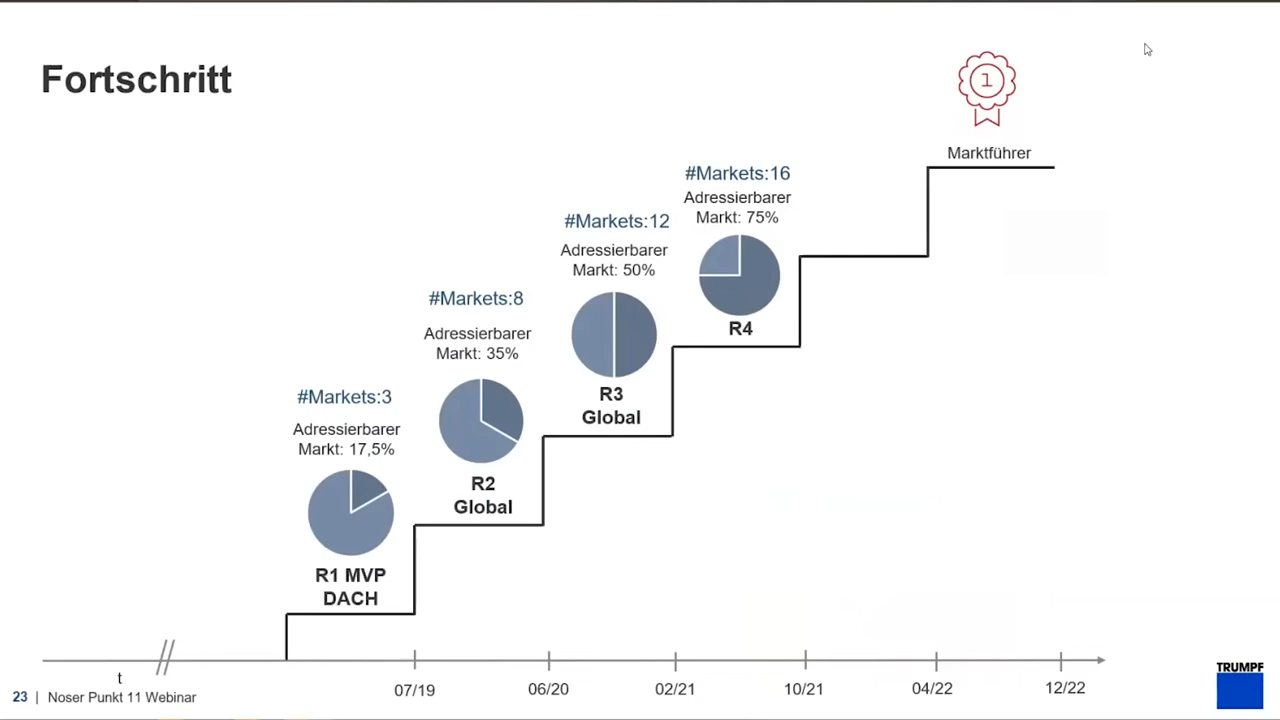 Fortschritt
1
Marktführer
#Markets:16
Adressierbarer
Markt: 75%
R4
#Markets:12
Adressierbarer
Markt: 50%
R3
Global
#Markets:8
Adressierbarer
Markt: 35%
R2
Global
#Markets:3
Adressierbarer
Markt: 17,5%
R1 MVP
DACH
t
07/19
06/20
02/21
10/21
04/22
12/22
23 | Noser Punkt 11 Webinar
TRUMPF